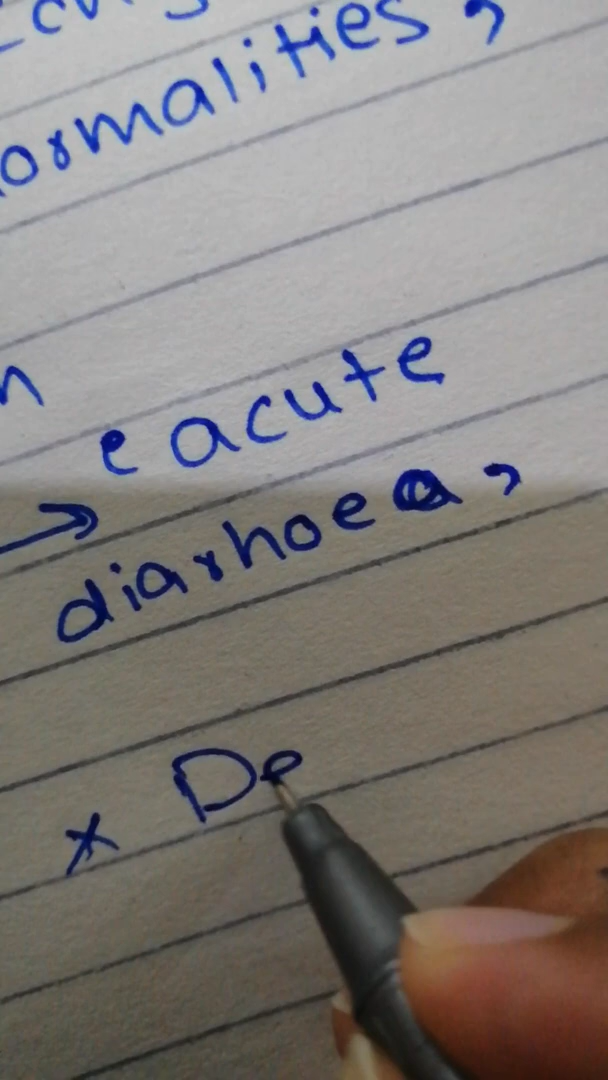 ormalities,
n
e acute
→ diarhoea,
x De